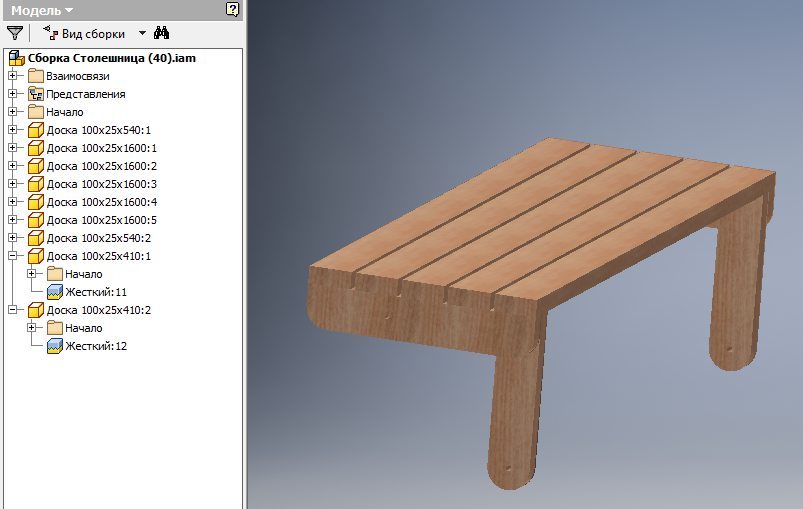 Модель
?
Вид сборки
Сборка Столешница (40).iam
Взаимосвязи
Представления
Начало
Доска 100x25x540:1
Доска 100x25x1600:1
Доска 100x25x1600:2
Доска 100x25x1600:3
Доска 100x25x1600:4
Доска 100x25x1600:5
Доска 100x25x540:2
Доска 100x25x410:1
Начало
Жесткий:11
Доска 100x25x410:2
Начало
Жесткий:12